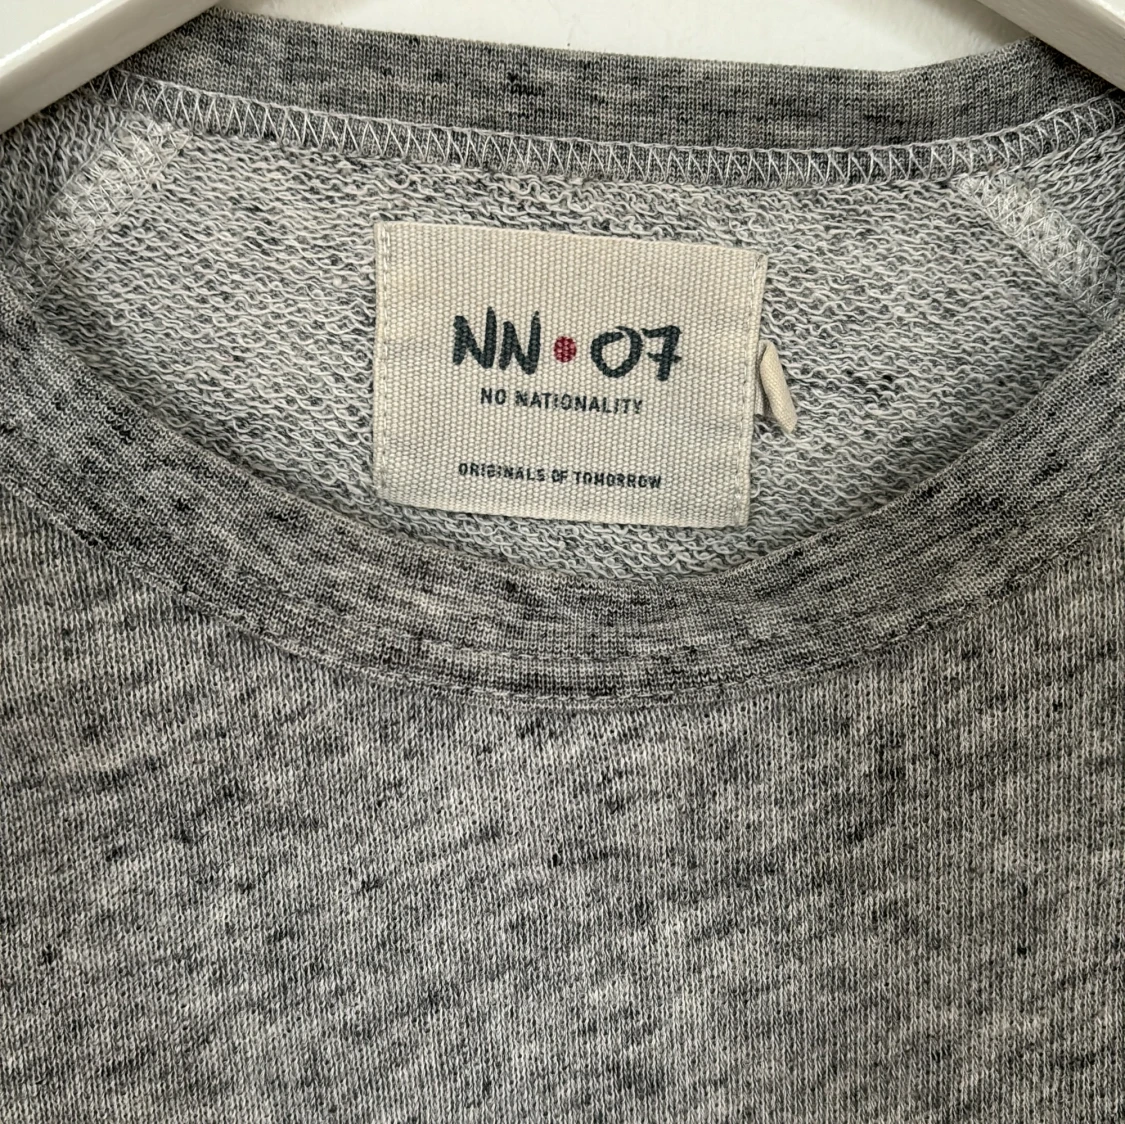 NN•07
NO NATIONALITY
ORIGINALS OF TOMORROW